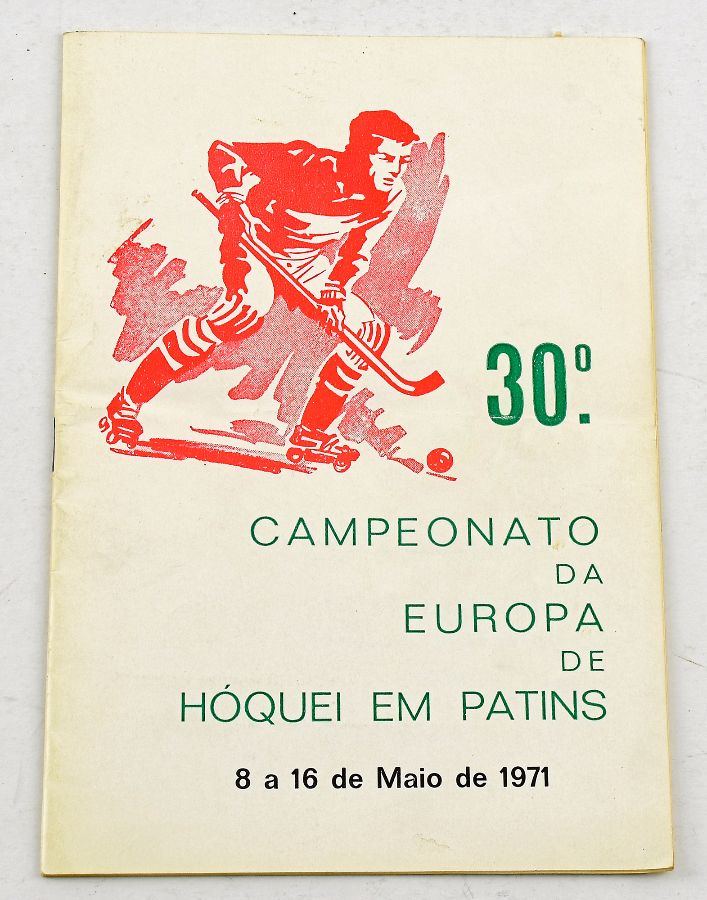 30º.
CAMPEONATO
DA
EUROPA
DE
HÓQUEI EM PATINS
8 a 16 de Maio de 1971